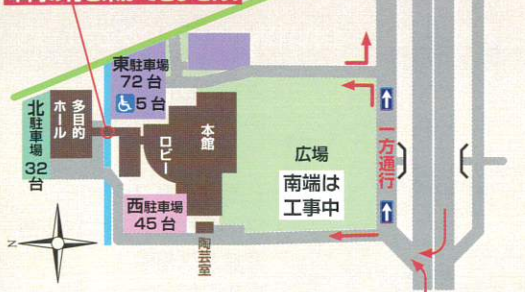 東駐車場
72台
5台
北駐車場
32台
多目的
ホール
ロビー
本館
広場
南端は
工事中
一方通行
西駐車場
45台
陶芸室
N